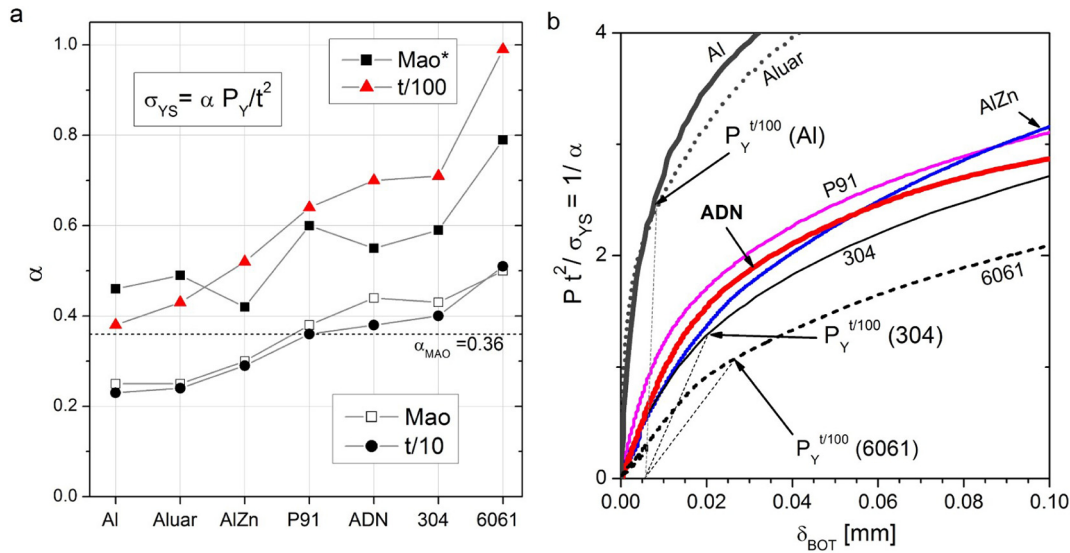 a
1.0
0.8
0.6
0.4
0.2
0.0
α
σYS = α PY/t²
Mao*
t/100
αMAO =0.36
Mao
t/10
Al Aluar AlZn P91 ADN 304 6061
b
4
2
0
P t²/ σYS = 1/ α
Al
Aluar
AlZn
PY t/100 (Al)
P91
ADN
304
6061
PY t/100 (304)
PY t/100 (6061)
0.00 0.02 0.04 0.06 0.08 0.10
δBOT [mm]